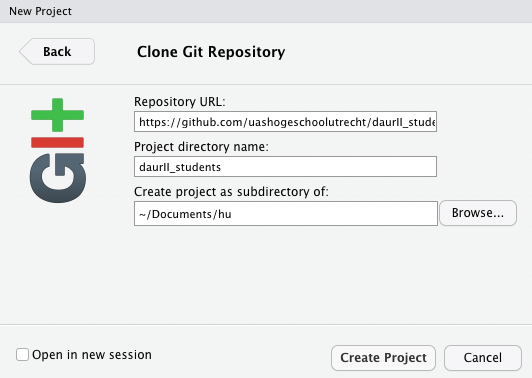 New Project
Back
Clone Git Repository
Repository URL:
https://github.com/uashogeschoolutrecht/daurII_stude
Project directory name:
daurII_students
Create project as subdirectory of:
~/Documents/hu
Browse...
Open in new session
Create Project
Cancel